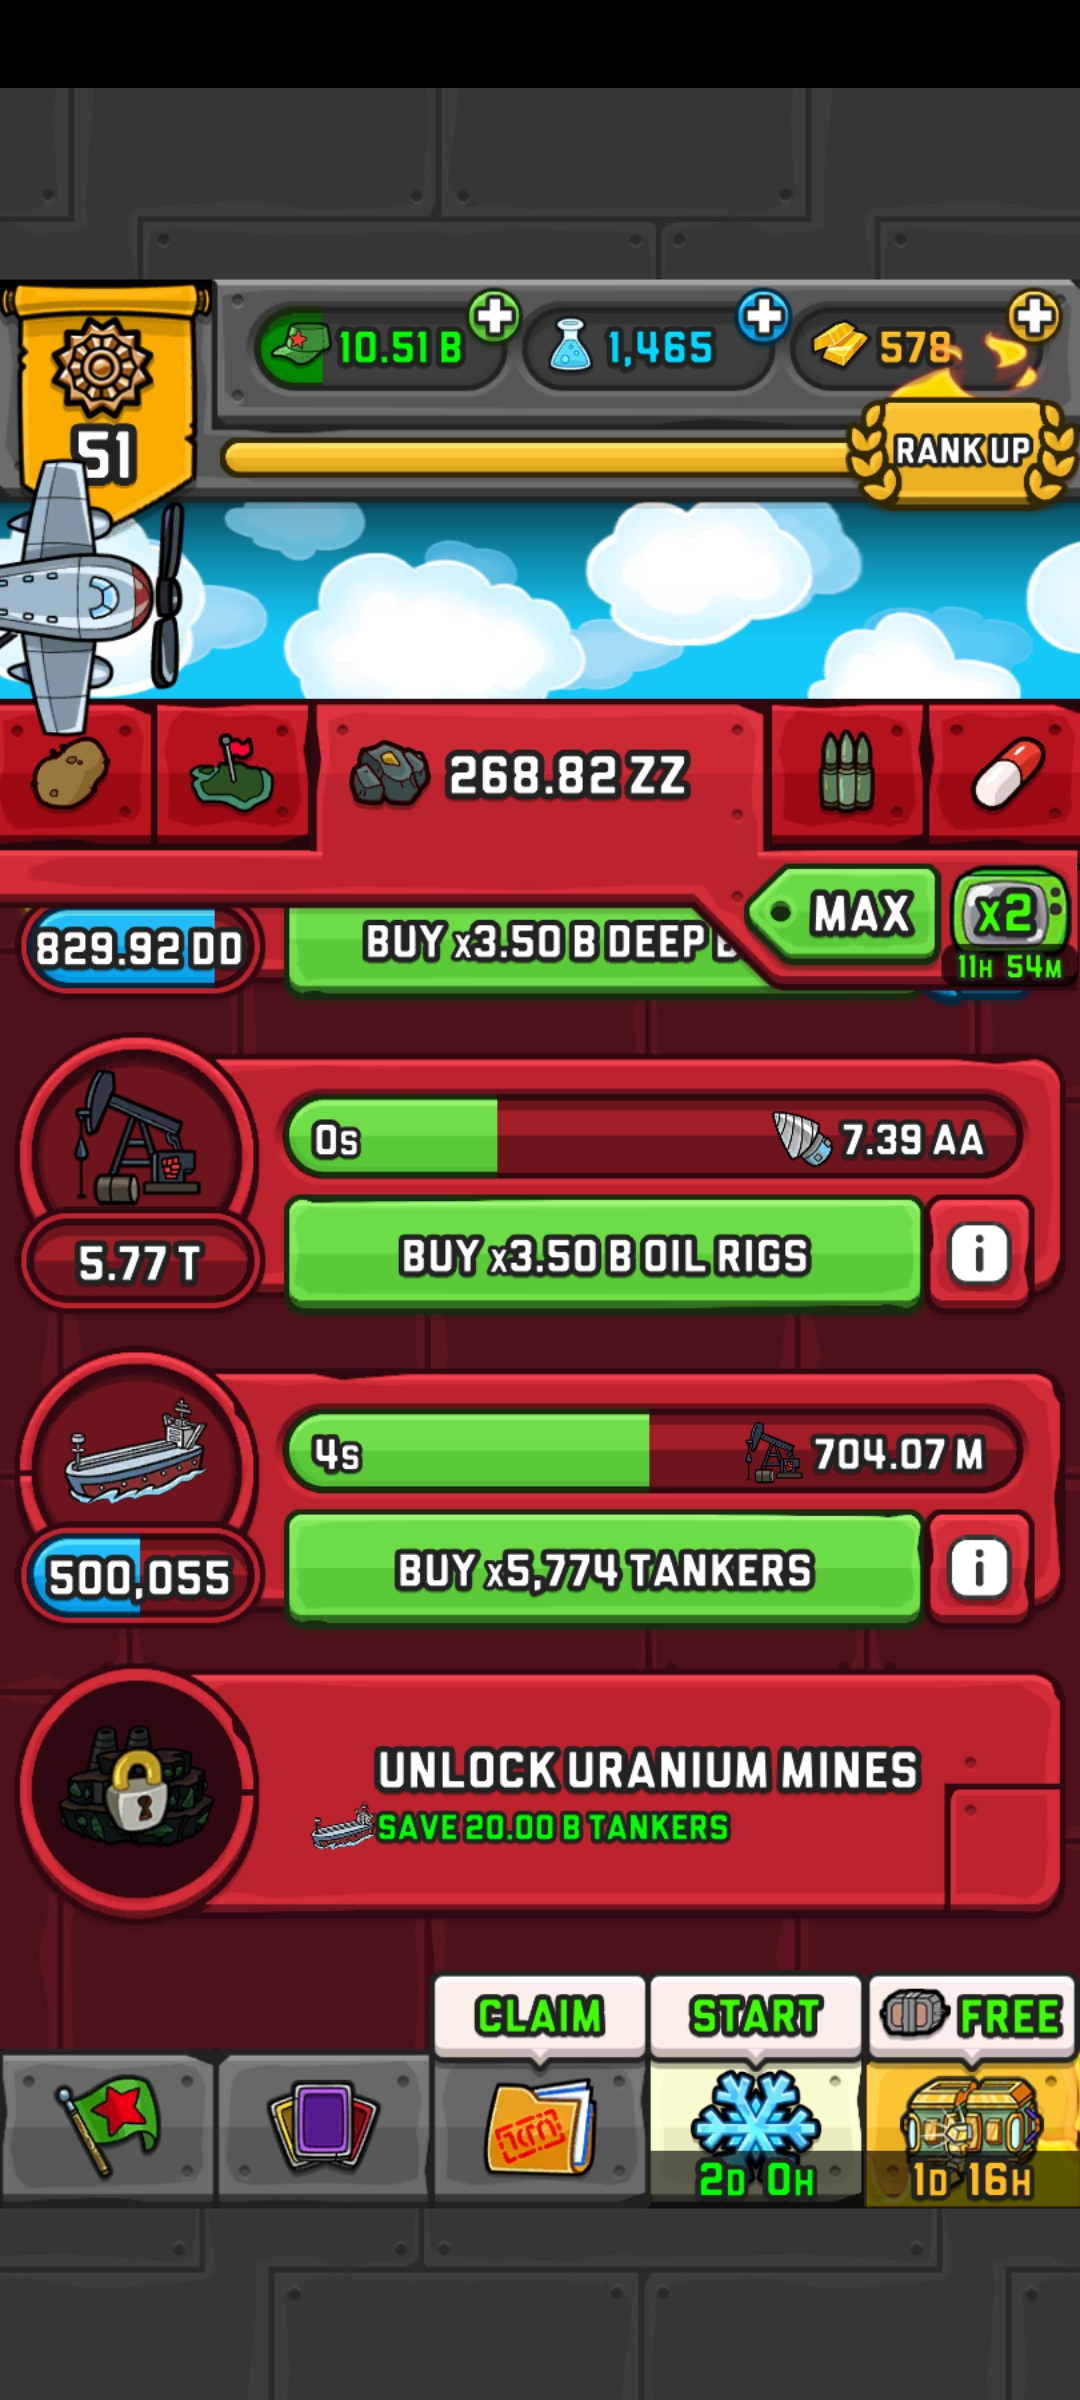 10.51 B
1,465
578
51
RANK UP
268.82 ZZ
MAX
x2
11H 54M
829.92 DD
BUY x3.50 B DEEP
0s
7.39 AA
5.77 T
BUY x3.50 B OIL RIGS
i
4s
704.07 M
500,055
BUY x5,774 TANKERS
i
UNLOCK URANIUM MINES
SAVE 20.00 B TANKERS
CLAIM
START
FREE
2D 0H
1D 16H